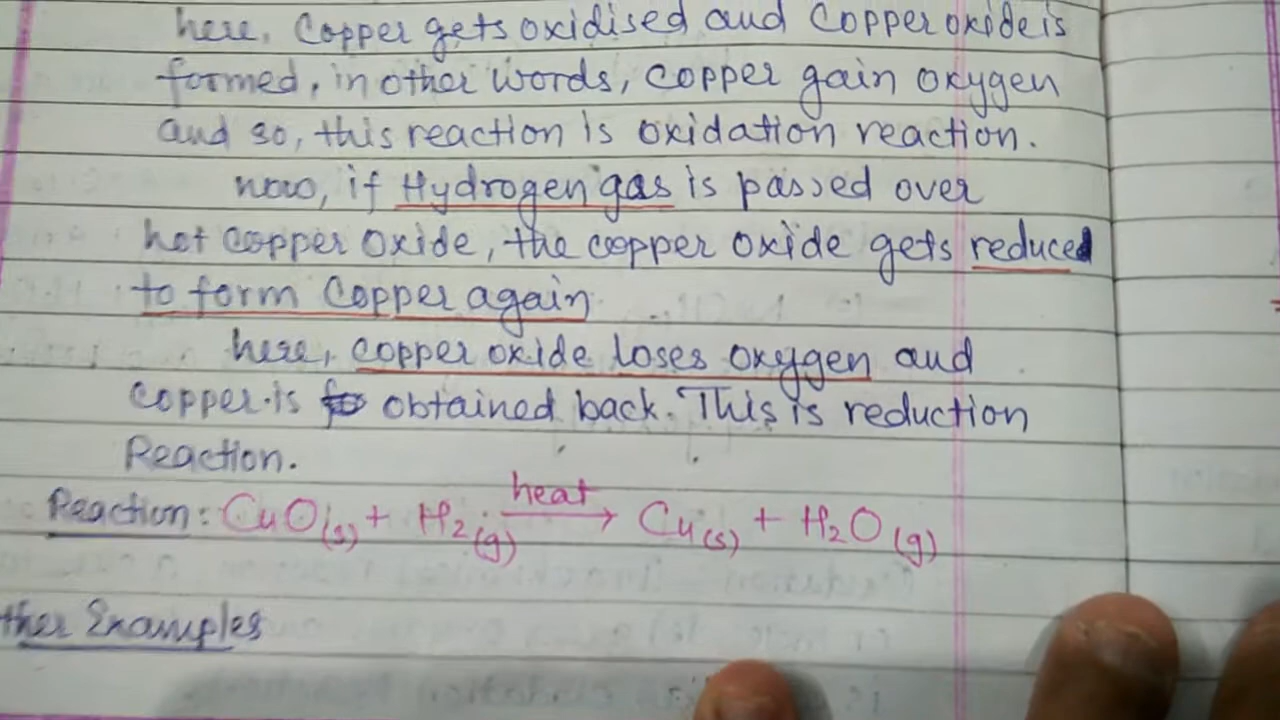 here, Copper gets oxidised and Copper oxide is
formed, in other words, copper gain oxygen
and so, this reaction is oxidation reaction.
now, if Hydrogen gas is passed over
hot copper oxide, the copper oxide gets reduced
to form Copper again
here, copper oxide loses oxygen and
copper is obtained back. This is reduction
Reaction.
Reaction: CuO(s) + H2(g) heat → Cu(s) + H2O(g)
ther Examples